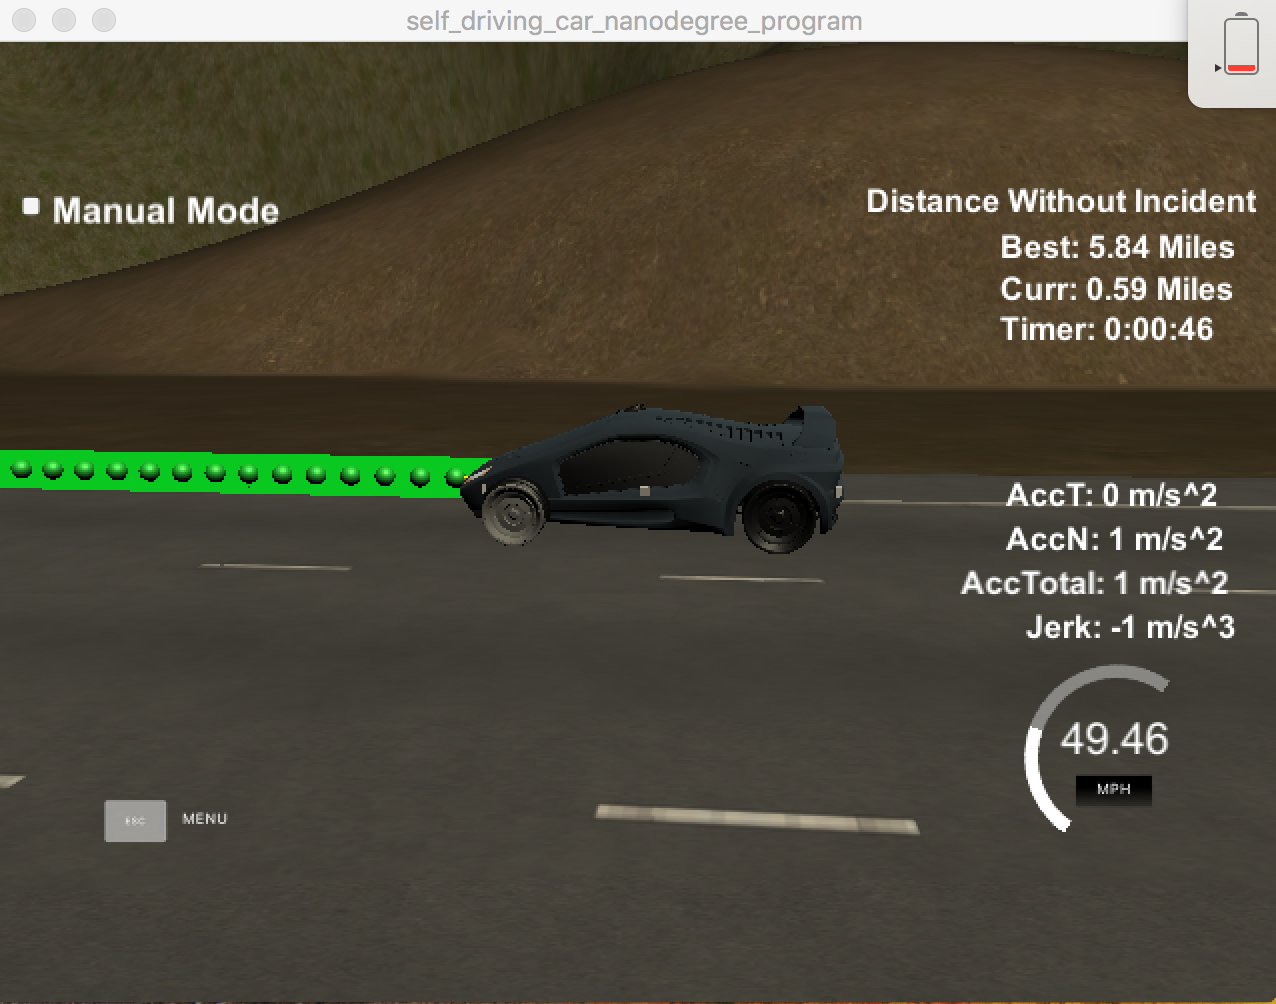 self_driving_car_nanodegree_program
Manual Mode
Distance Without Incident
Best: 5.84 Miles
Curr: 0.59 Miles
Timer: 0:00:46
AccT: 0 m/s^2
AccN: 1 m/s^2
AccTotal: 1 m/s^2
Jerk: -1 m/s^3
49.46
MPH
ESC MENU